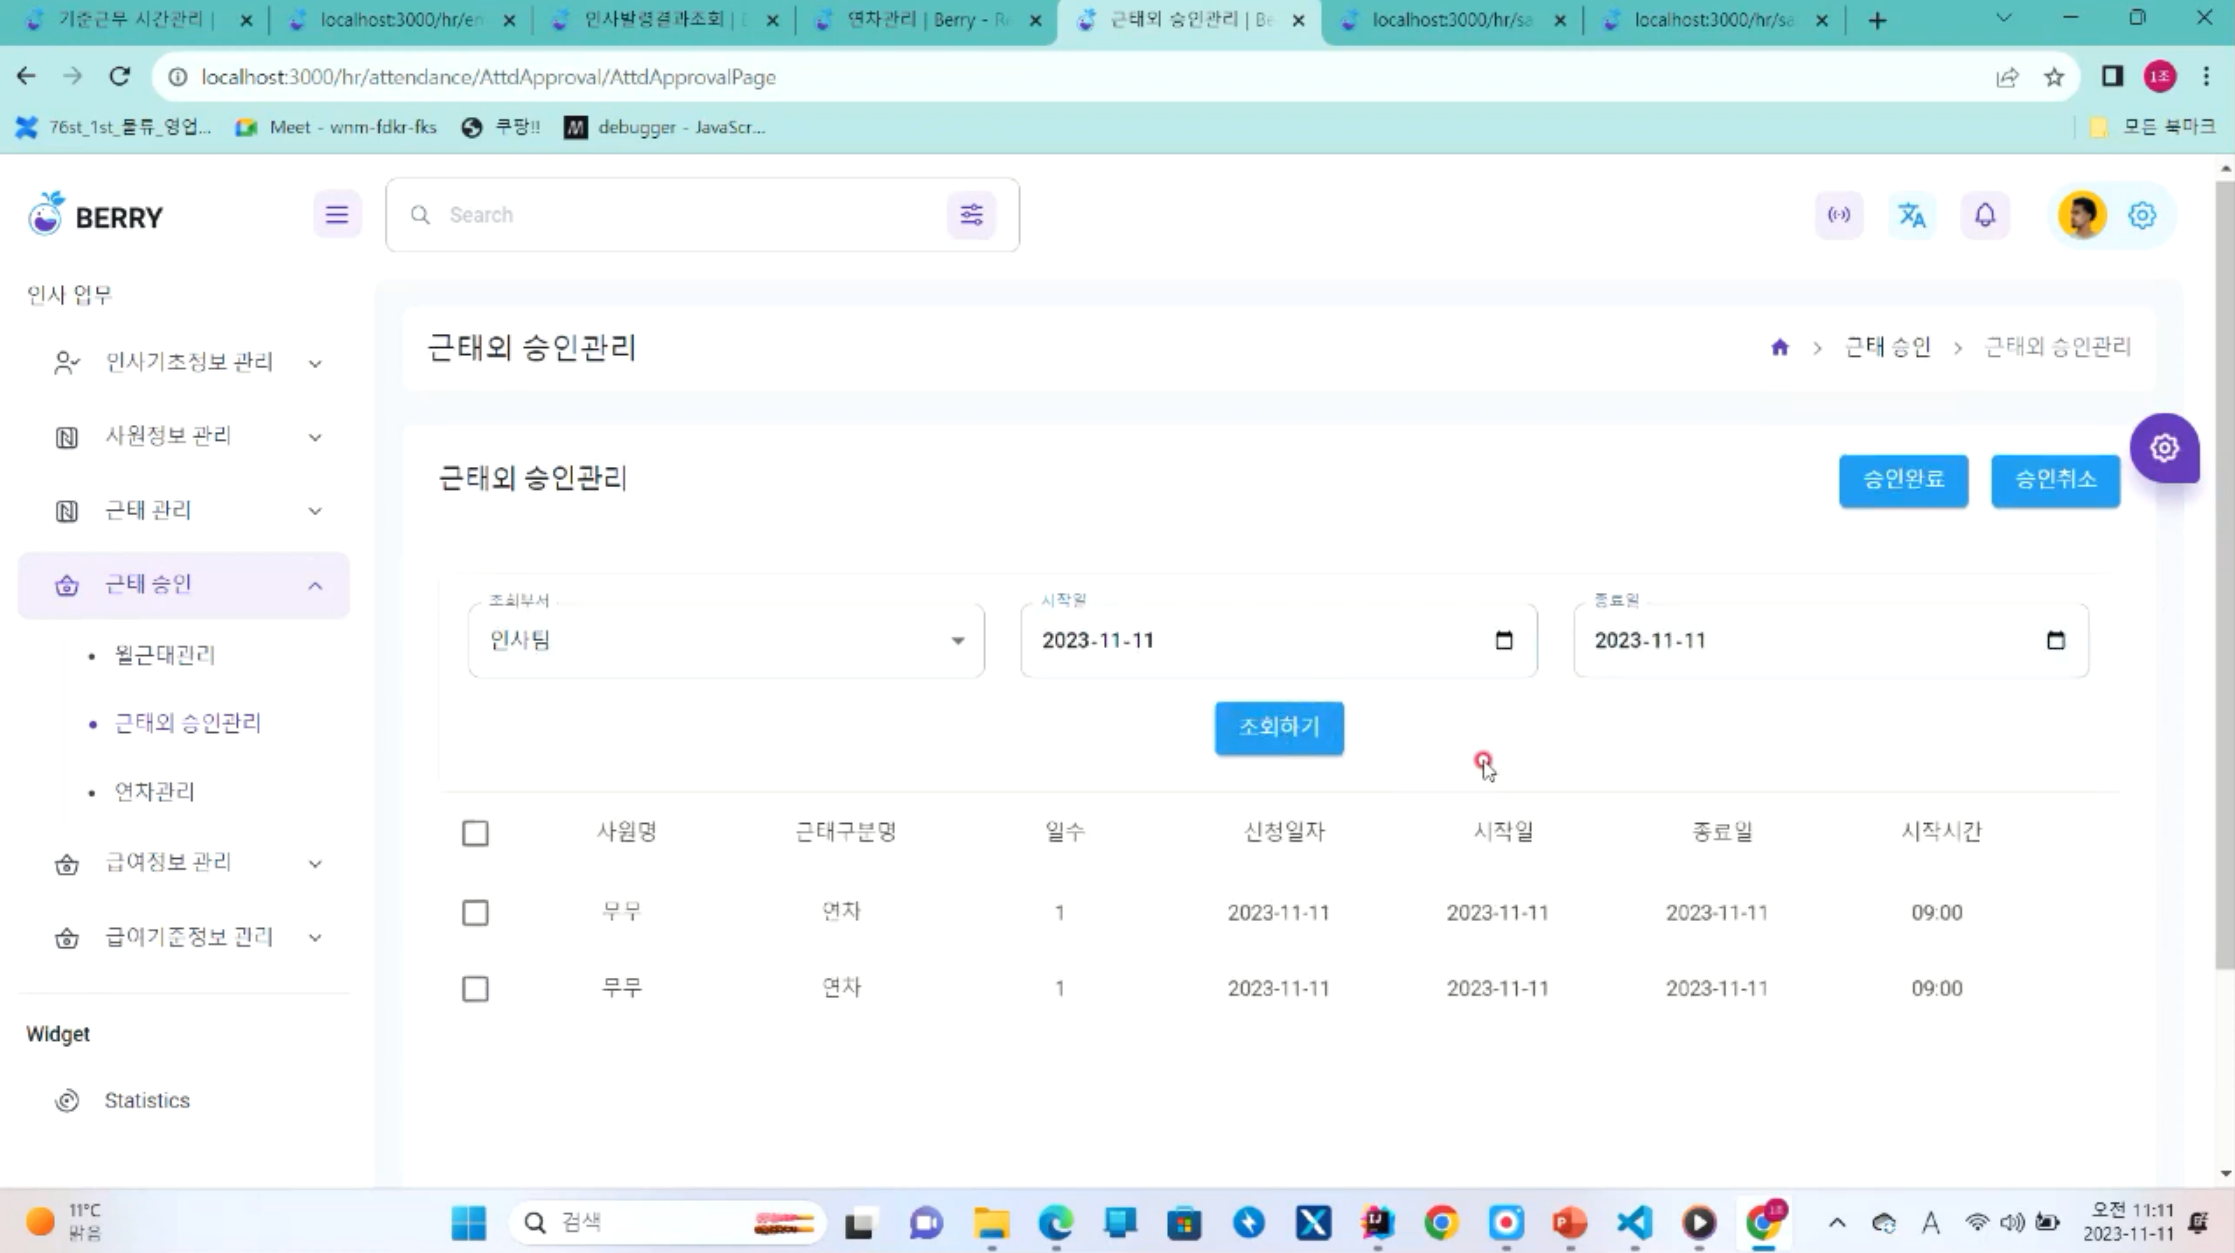 기준근무 시간관리 |
localhost:3000/hr/en
인사발령결과조회 |
연차관리 | Berry - Re
근태외 승인관리 | Be
localhost:3000/hr/sa
localhost:3000/hr/sa
localhost:3000/hr/attendance/AttdApproval/AttdApprovalPage
1조
76st_1st_물류_영업...
Meet - wnm-fdkr-fks
쿠팡!!
debugger - JavaScr...
모든 북마크
BERRY
Search
인사 업무
인사기초정보 관리
사원정보 관리
근태 관리
근태 승인
월근태관리
근태외 승인관리
연차관리
급여정보 관리
급여기준정보 관리
Widget
Statistics
근태외 승인관리
근태 승인
근태외 승인관리
근태외 승인관리
승인완료
승인취소
조회부서
인사팀
시작일
2023-11-11
종료일
2023-11-11
조회하기
사원명 근태구분명 일수 신청일자 시작일 종료일 시작시간
무무 연차 1 2023-11-11 2023-11-11 2023-11-11 09:00
무무 연차 1 2023-11-11 2023-11-11 2023-11-11 09:00
11°C
맑음
검색
A
오전 11:11
2023-11-11